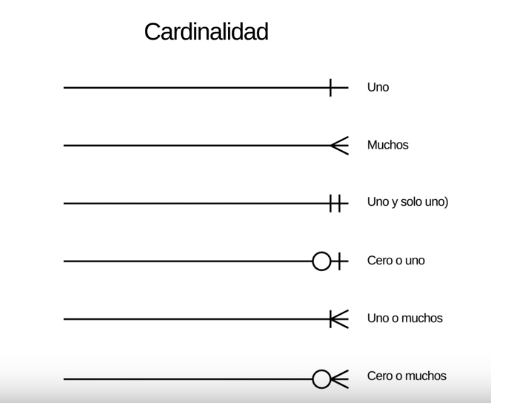 Cardinalidad
Uno
Muchos
Uno y solo uno)
Cero o uno
Uno o muchos
Cero o muchos